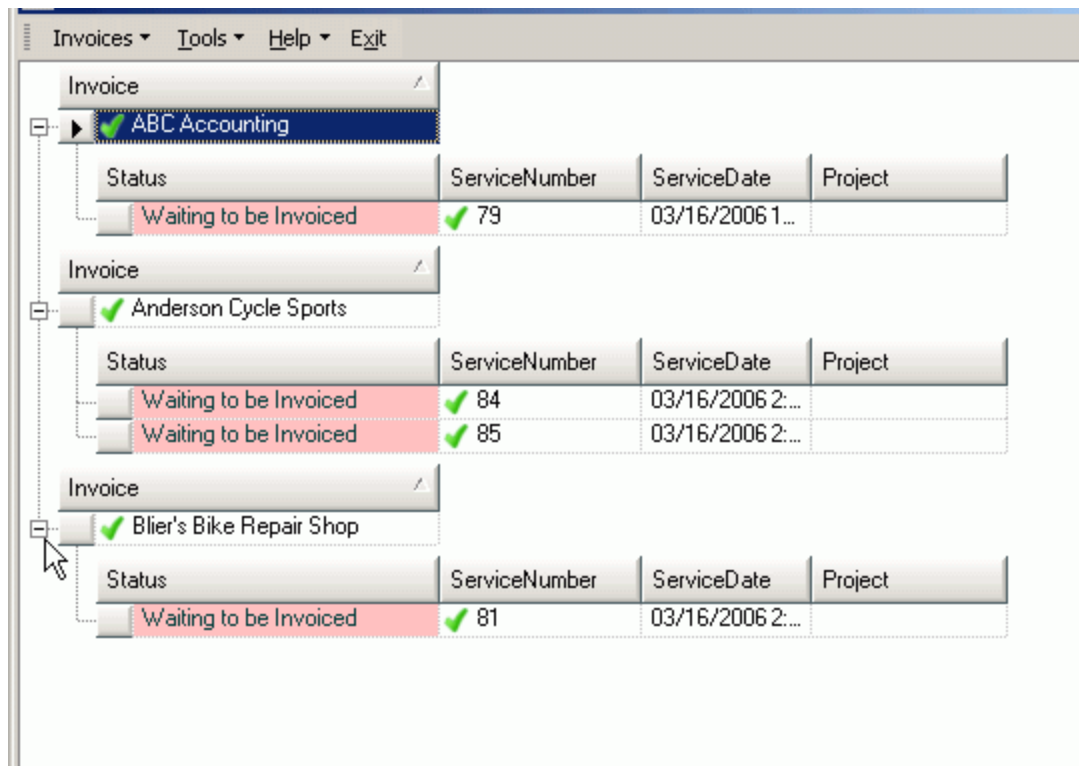 Invoices Tools Help Exit
Invoice
ABC Accounting
Status ServiceNumber ServiceDate Project
Waiting to be Invoiced 79 03/16/2006 1...
Invoice
Anderson Cycle Sports
Status ServiceNumber ServiceDate Project
Waiting to be Invoiced 84 03/16/2006 2:...
Waiting to be Invoiced 85 03/16/2006 2:...
Invoice
Blier's Bike Repair Shop
Status ServiceNumber ServiceDate Project
Waiting to be Invoiced 81 03/16/2006 2:...